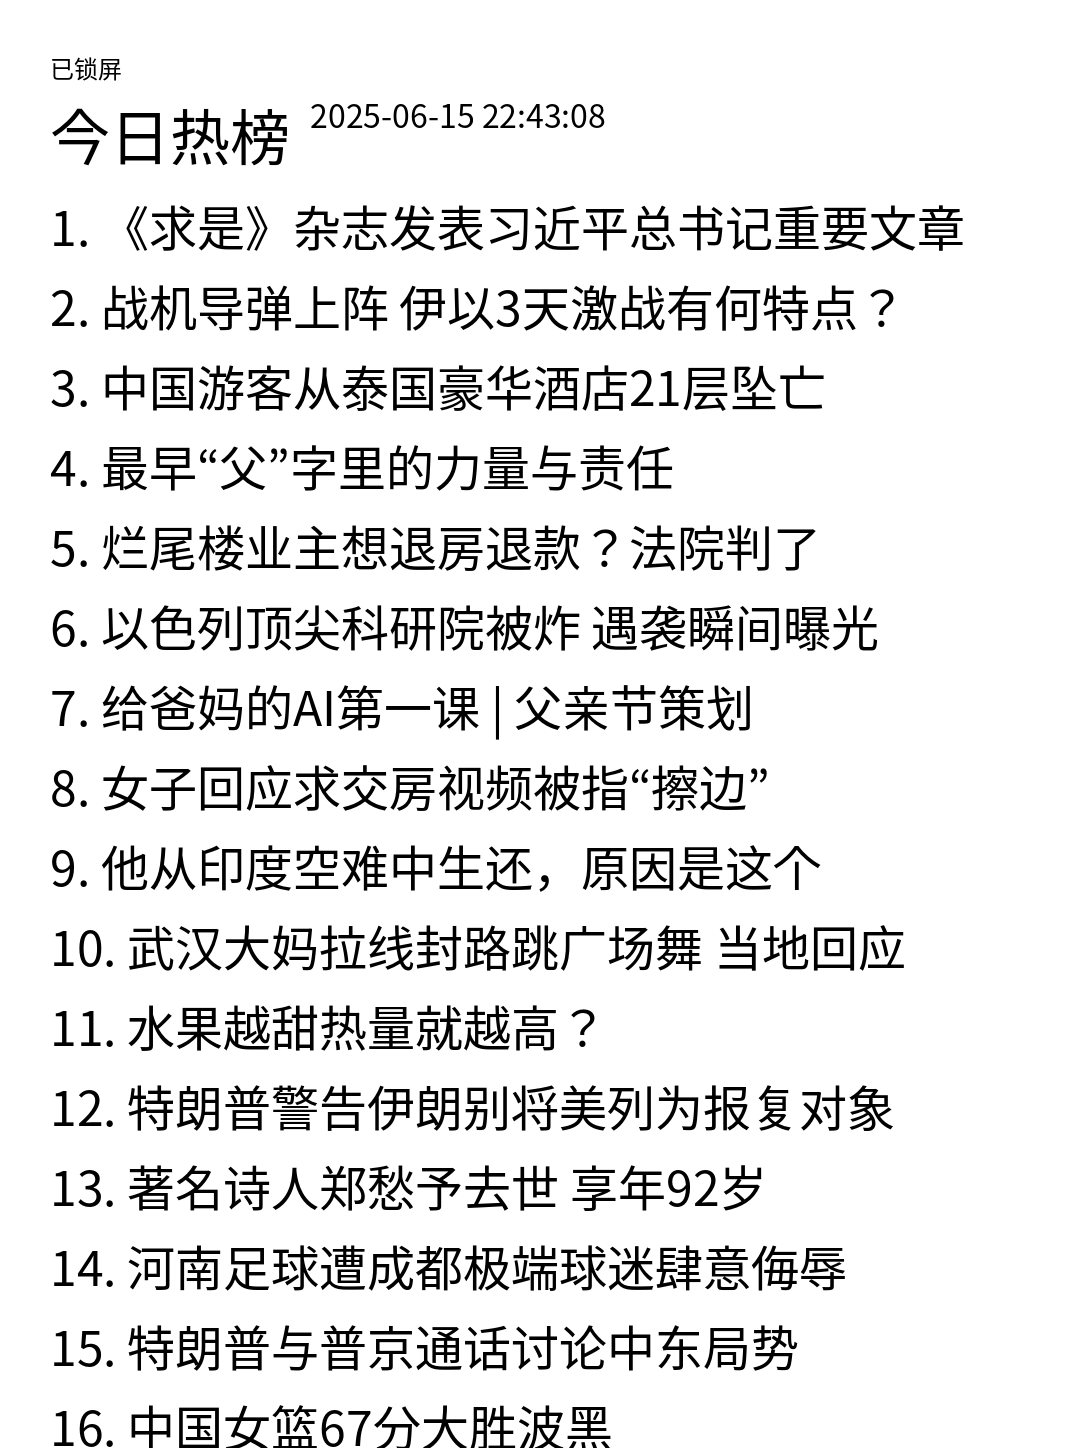 已锁屏
今日热榜 2025-06-15 22:43:08
1. 《求是》杂志发表习近平总书记重要文章
2. 战机导弹上阵 伊以3天激战有何特点？
3. 中国游客从泰国豪华酒店21层坠亡
4. 最早“父”字里的力量与责任
5. 烂尾楼业主想退房退款？法院判了
6. 以色列顶尖科研院被炸 遇袭瞬间曝光
7. 给爸妈的AI第一课 | 父亲节策划
8. 女子回应求交房视频被指“擦边”
9. 他从印度空难中生还，原因是这个
10. 武汉大妈拉线封路跳广场舞 当地回应
11. 水果越甜热量就越高？
12. 特朗普警告伊朗别将美列为报复对象
13. 著名诗人郑愁予去世 享年92岁
14. 河南足球遭成都极端球迷肆意侮辱
15. 特朗普与普京通话讨论中东局势
16. 中国女篮67分大胜波黑